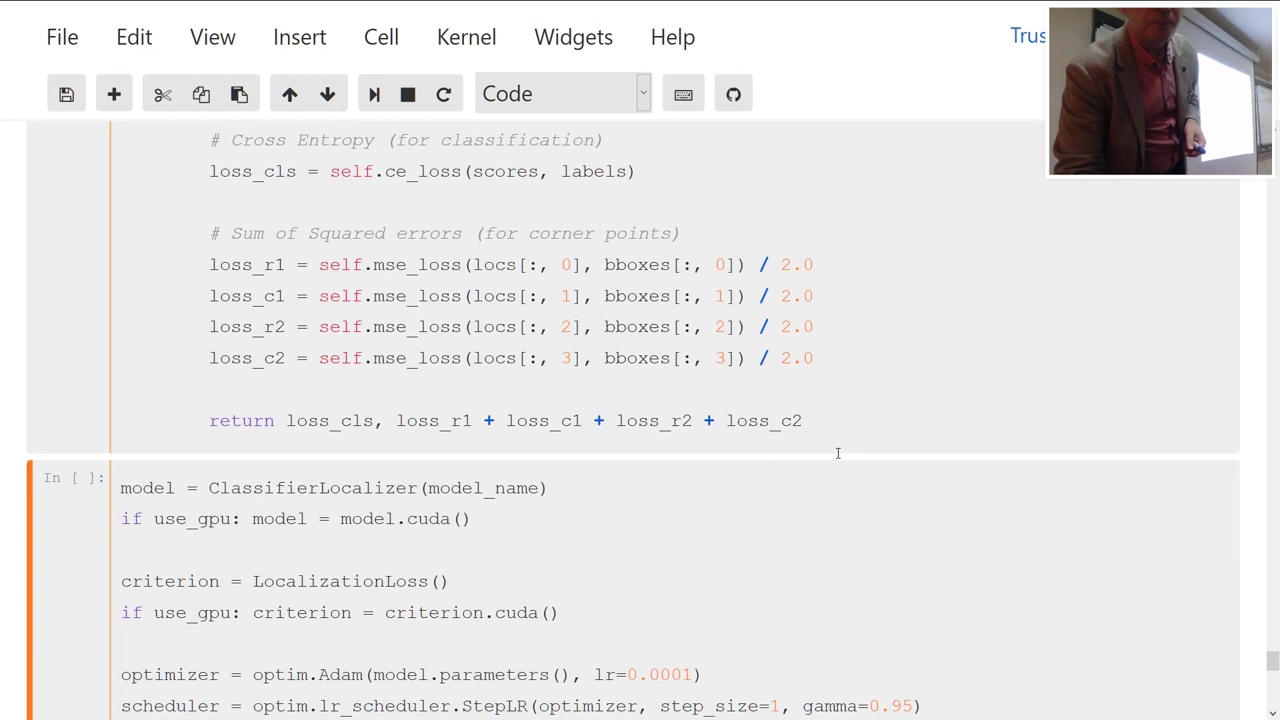 File Edit View Insert Cell Kernel Widgets Help
Code
# Cross Entropy (for classification)
loss_cls = self.ce_loss(scores, labels)
# Sum of Squared errors (for corner points)
loss_r1 = self.mse_loss(locs[:, 0], bboxes[:, 0]) / 2.0
loss_c1 = self.mse_loss(locs[:, 1], bboxes[:, 1]) / 2.0
loss_r2 = self.mse_loss(locs[:, 2], bboxes[:, 2]) / 2.0
loss_c2 = self.mse_loss(locs[:, 3], bboxes[:, 3]) / 2.0
return loss_cls, loss_r1 + loss_c1 + loss_r2 + loss_c2
In [ ]:
model = ClassifierLocalizer(model_name)
if use_gpu: model = model.cuda()
criterion = LocalizationLoss()
if use_gpu: criterion = criterion.cuda()
optimizer = optim.Adam(model.parameters(), lr=0.0001)
scheduler = optim.lr_scheduler.StepLR(optimizer, step_size=1, gamma=0.95)